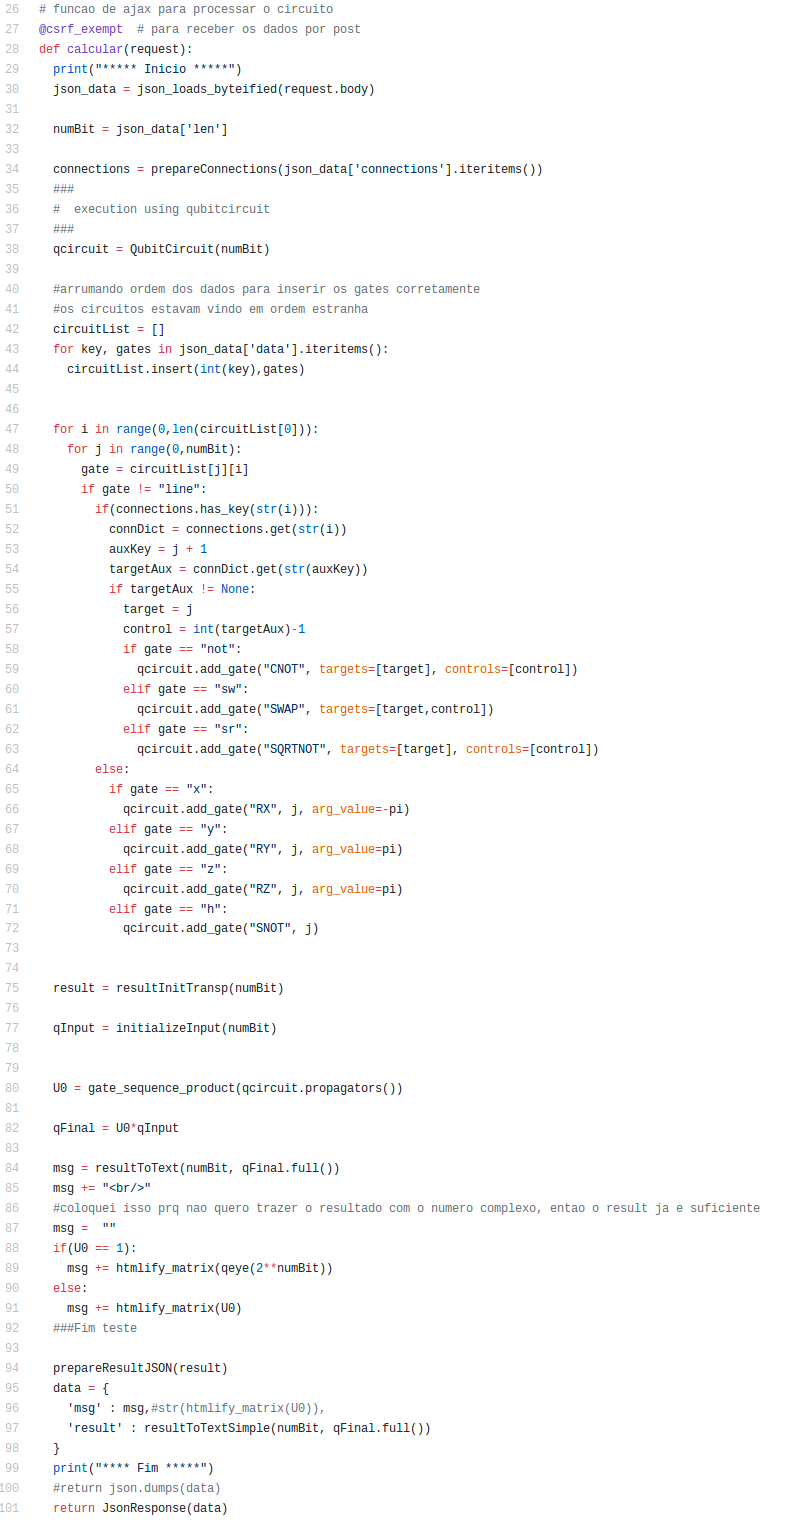 26 # funcao de ajax para processar o circuito
27 @csrf_exempt  # para receber os dados por post
28 def calcular(request):
29   print("***** Inicio *****")
30   json_data = json_loads_byteified(request.body)
31
32   numBit = json_data['len']
33
34   connections = prepareConnections(json_data['connections'].iteritems())
35   ###
36   #  execution using qubitcircuit
37   ###
38   qcircuit = QubitCircuit(numBit)
39
40   #arrumando ordem dos dados para inserir os gates corretamente
41   #os circuitos estavam vindo em ordem estranha
42   circuitList = []
43   for key, gates in json_data['data'].iteritems():
44     circuitList.insert(int(key),gates)
45
46
47   for i in range(0,len(circuitList[0])):
48     for j in range(0,numBit):
49       gate = circuitList[j][i]
50       if gate != "line":
51         if(connections.has_key(str(i))):
52           connDict = connections.get(str(i))
53           auxKey = j + 1
54           targetAux = connDict.get(str(auxKey))
55           if targetAux != None:
56             target = j
57             control = int(targetAux)-1
58             if gate == "not":
59               qcircuit.add_gate("CNOT", targets=[target], controls=[control])
60             elif gate == "sw":
61               qcircuit.add_gate("SWAP", targets=[target,control])
62             elif gate == "sr":
63               qcircuit.add_gate("SQRTNOT", targets=[target], controls=[control])
64         else:
65           if gate == "x":
66             qcircuit.add_gate("RX", j, arg_value=-pi)
67           elif gate == "y":
68             qcircuit.add_gate("RY", j, arg_value=pi)
69           elif gate == "z":
70             qcircuit.add_gate("RZ", j, arg_value=pi)
71           elif gate == "h":
72             qcircuit.add_gate("SNOT", j)
73
74
75   result = resultInitTransp(numBit)
76
77   qInput = initializeInput(numBit)
78
79
80   U0 = gate_sequence_product(qcircuit.propagators())
81
82   qFinal = U0*qInput
83
84   msg = resultToText(numBit, qFinal.full())
85   msg += "<br/>"
86   #coloquei isso prq nao quero trazer o resultado com o numero complexo, entao o result ja e suficiente
87   msg =  ""
88   if(U0 == 1):
89     msg += htmlify_matrix(qeye(2**numBit))
90   else:
91     msg += htmlify_matrix(U0)
92   ###Fim teste
93
94   prepareResultJSON(result)
95   data = {
96     'msg' : msg,#str(htmlify_matrix(U0)),
97     'result' : resultToTextSimple(numBit, qFinal.full())
98   }
99   print("**** Fim *****")
100   #return json.dumps(data)
101   return JsonResponse(data)